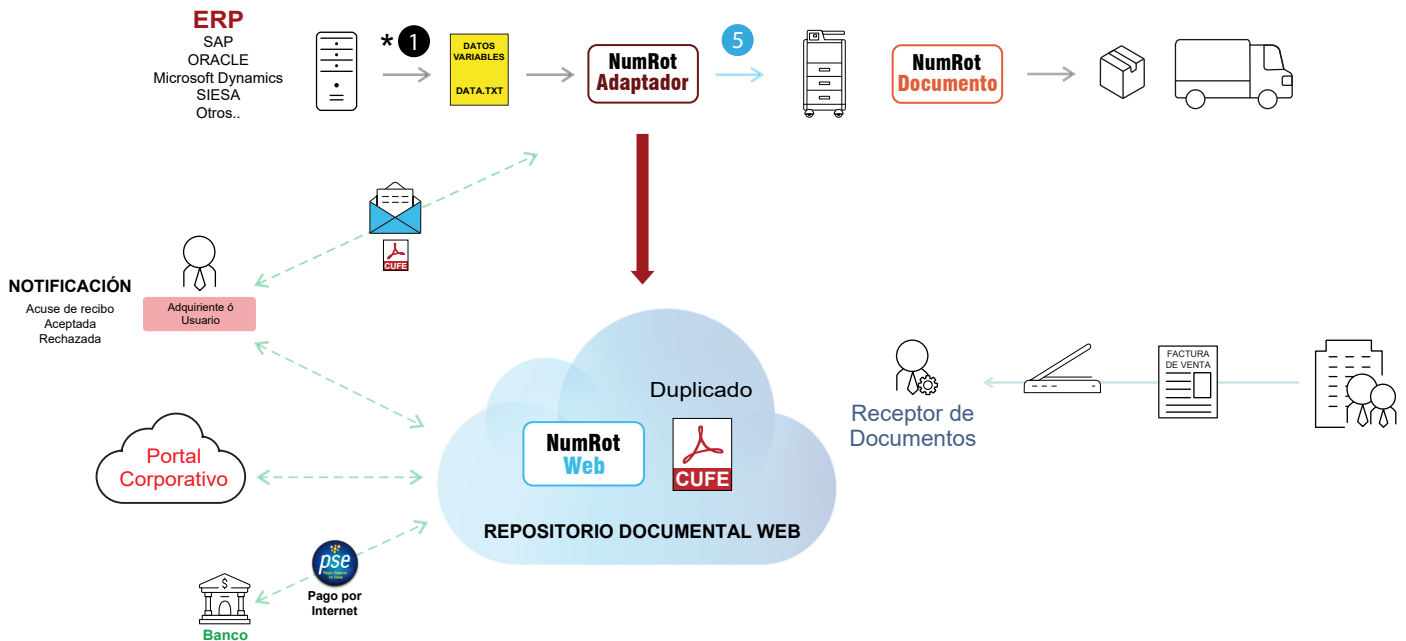 ERP
SAP
ORACLE
Microsoft Dynamics
SIESA
Otros..
* 1
DATOS
VARIABLES
DATA.TXT
NumRot
Adaptador
5
NumRot
Documento
CUFE
NOTIFICACIÓN
Acuse de recibo
Aceptada
Rechazada
Adquiriente ó
Usuario
Duplicado
NumRot
Web
CUFE
REPOSITORIO DOCUMENTAL WEB
Receptor de
Documentos
FACTURA
DE VENTA
Portal
Corporativo
pse
Pago por
Internet
$
Banco